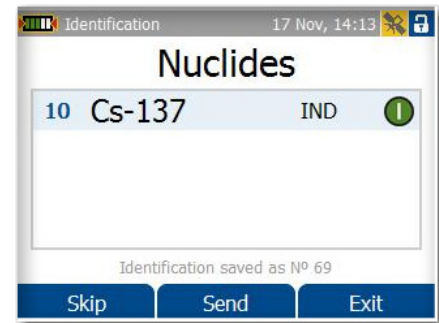 Identification 17 Nov, 14:13
Nuclides
10 Cs-137 IND I
Identification saved as Nº 69
Skip Send Exit